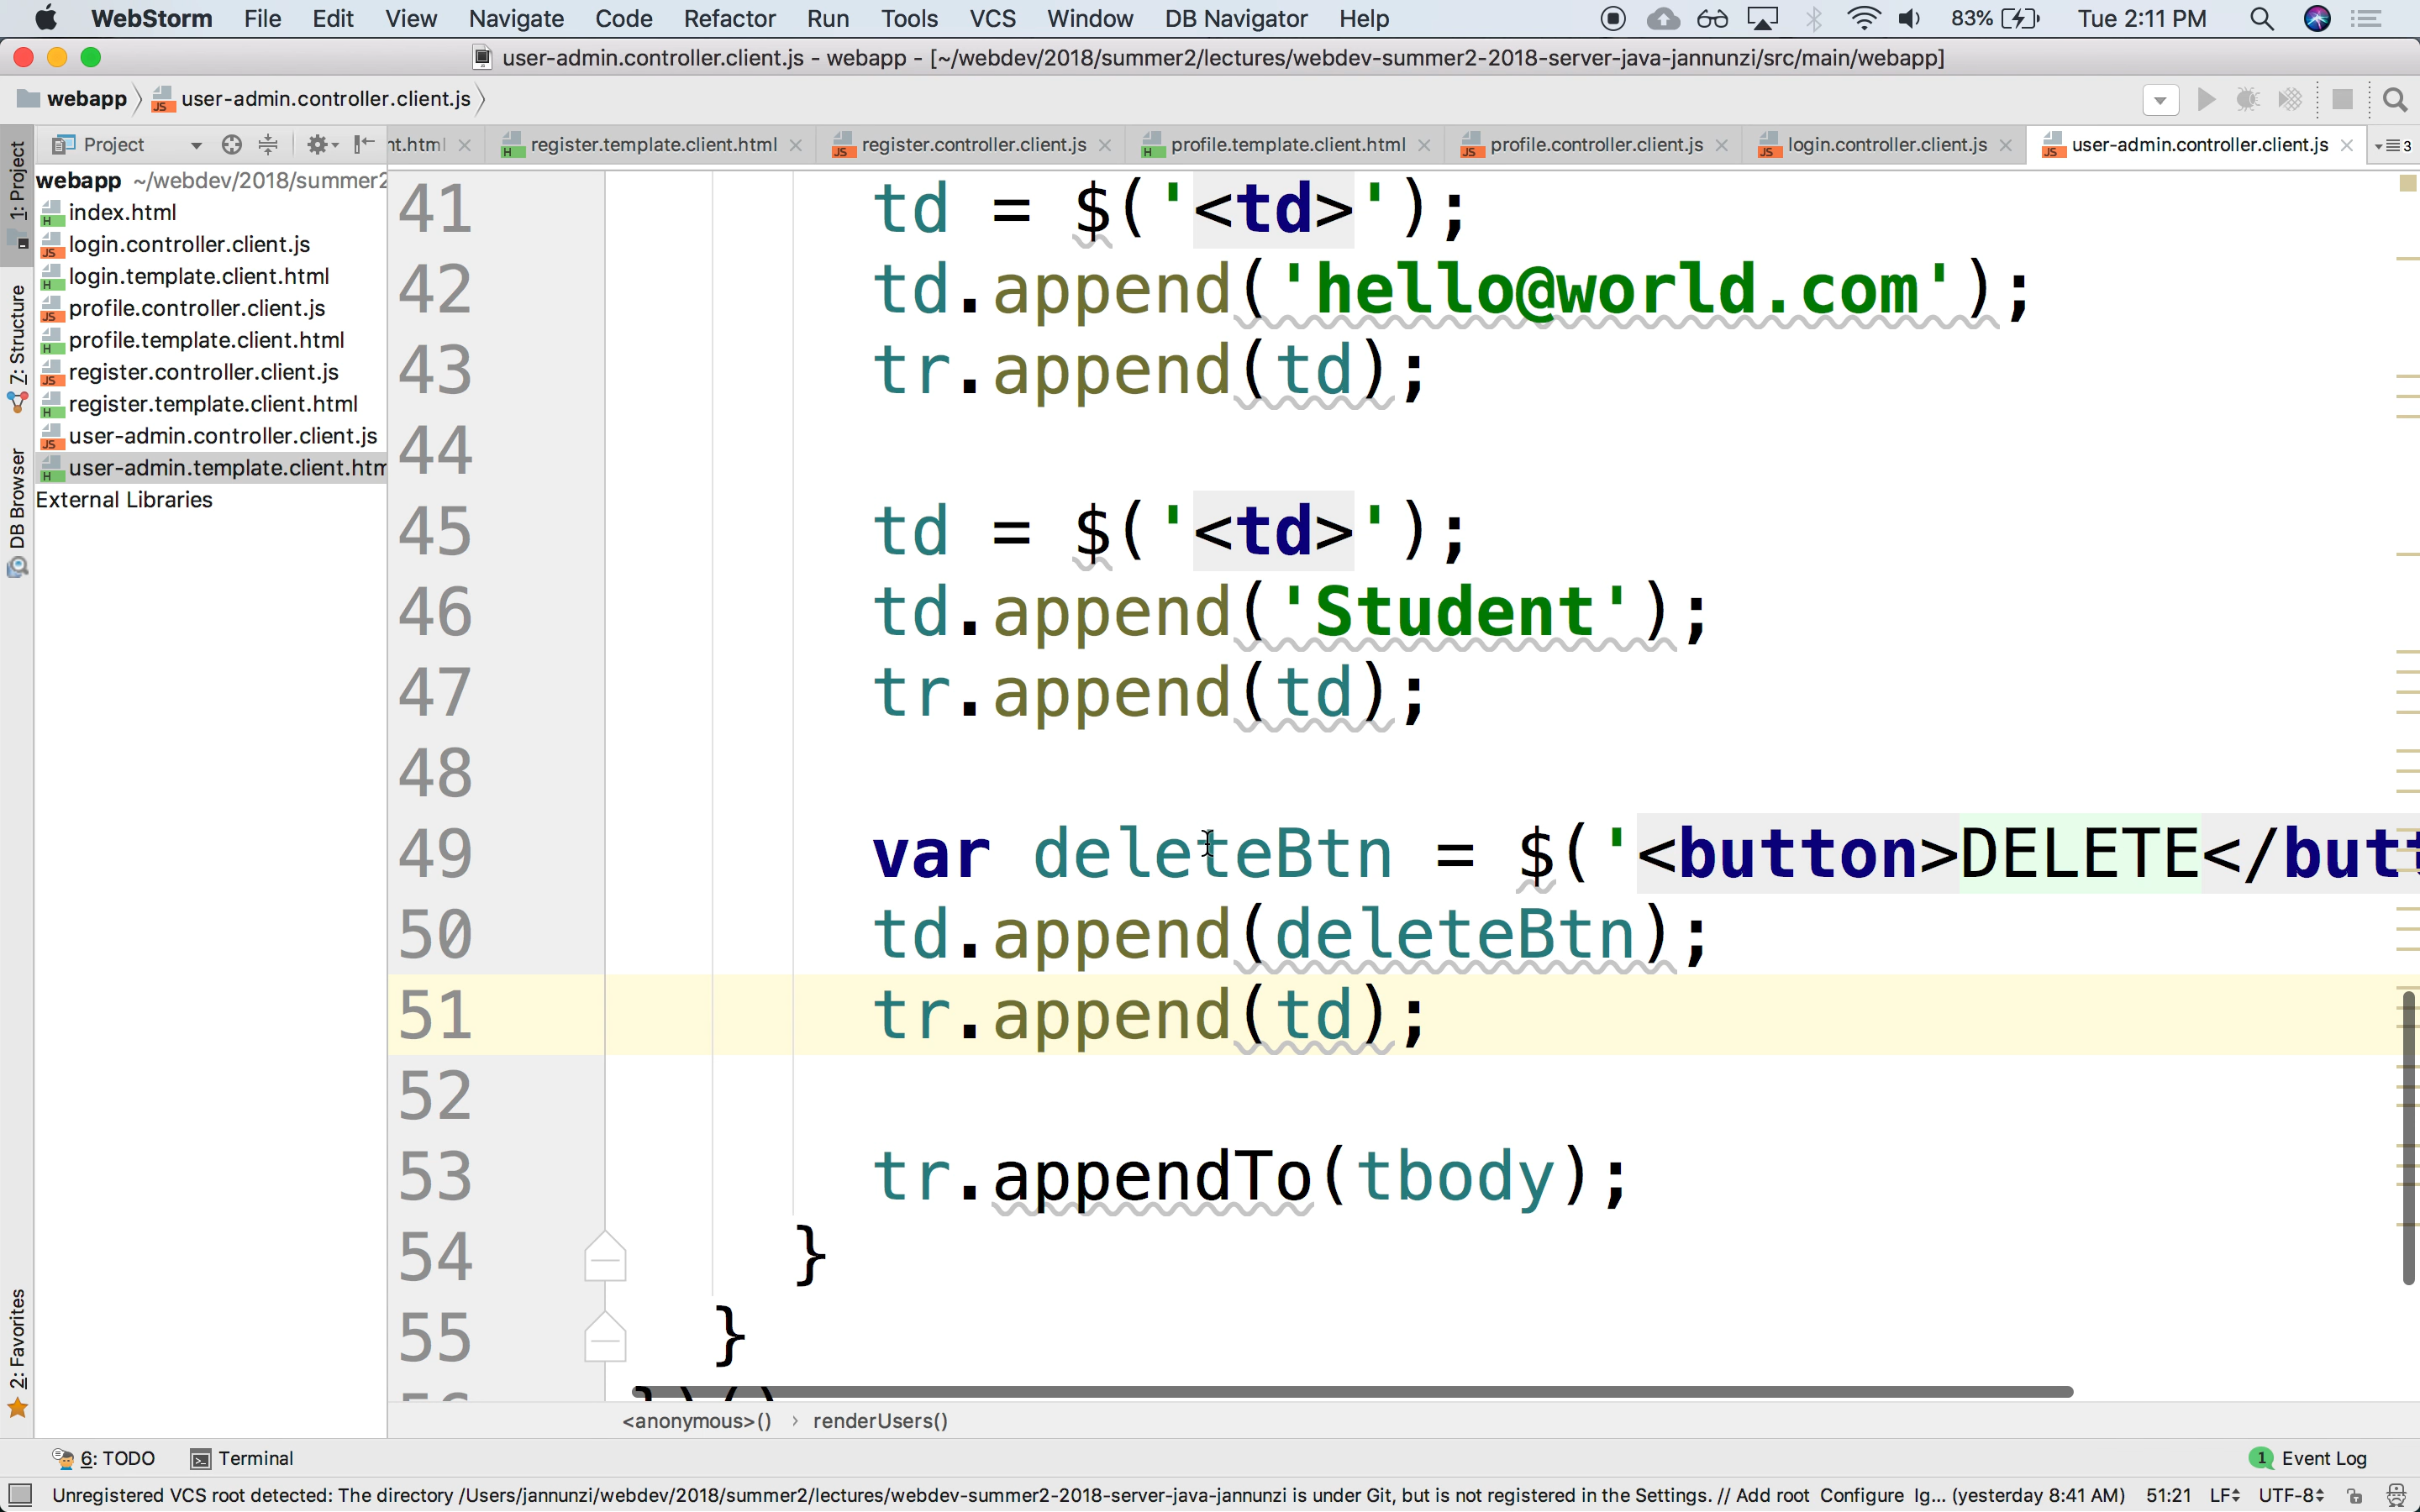 WebStorm File Edit View Navigate Code Refactor Run Tools VCS Window DB Navigator Help 83% Tue 2:11 PM
user-admin.controller.client.js - webapp - [~/webdev/2018/summer2/lectures/webdev-summer2-2018-server-java-jannunzi/src/main/webapp]
webapp user-admin.controller.client.js
Project nt.html register.template.client.html register.controller.client.js profile.template.client.html profile.controller.client.js login.controller.client.js user-admin.controller.client.js 3
1: Project
7: Structure
DB Browser
2: Favorites
webapp ~/webdev/2018/summer2
index.html
login.controller.client.js
login.template.client.html
profile.controller.client.js
profile.template.client.html
register.controller.client.js
register.template.client.html
user-admin.controller.client.js
user-admin.template.client.htm
External Libraries
41 td = $('<td>');
42 td.append('hello@world.com');
43 tr.append(td);
44
45 td = $('<td>');
46 td.append('Student');
47 tr.append(td);
48
49 var deleteBtn = $('<button>DELETE</butt
50 td.append(deleteBtn);
51 tr.append(td);
52
53 tr.appendTo(tbody);
54 }
55 }
<anonymous>() › renderUsers()
6: TODO Terminal 1 Event Log
Unregistered VCS root detected: The directory /Users/jannunzi/webdev/2018/summer2/lectures/webdev-summer2-2018-server-java-jannunzi is under Git, but is not registered in the Settings. // Add root Configure Ig... (yesterday 8:41 AM) 51:21 LF UTF-8